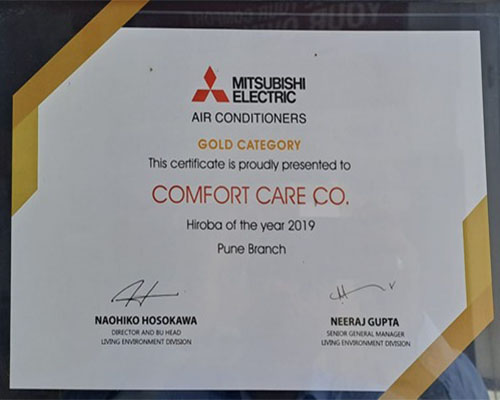 MITSUBISHI
ELECTRIC
AIR CONDITIONERS
GOLD CATEGORY
This certificate is proudly presented to
COMFORT CARE CO.
Hiroba of the year 2019
Pune Branch
NAOHIKO HOSOKAWA
DIRECTOR AND BU HEAD
LIVING ENVIRONMENT DIVISION
NEERAJ GUPTA
SENIOR GENERAL MANAGER
LIVING ENVIRONMENT DIVISION